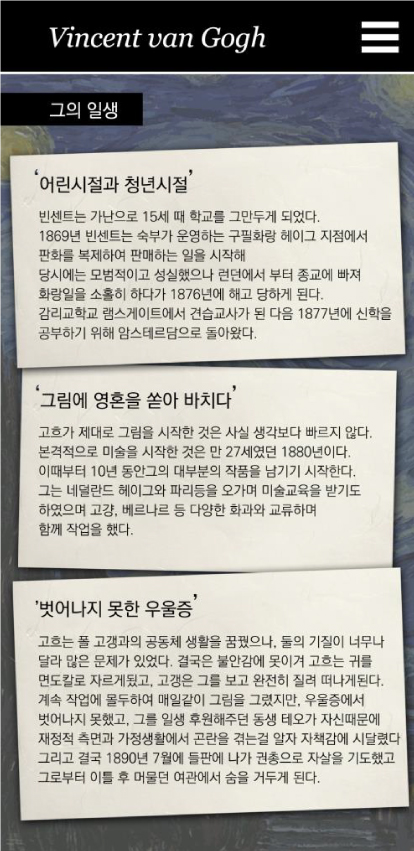 Vincent van Gogh
그의 일생
‘어린시절과 청년시절’
빈센트는 가난으로 15세 때 학교를 그만두게 되었다.
1869년 빈센트는 숙부가 운영하는 구필화랑 헤이그 지점에서
판화를 복제하여 판매하는 일을 시작해
당시에는 모범적이고 성실했으나 런던에서 부터 종교에 빠져
화랑일을 소홀히 하다가 1876년에 해고 당하게 된다.
감리교학교 램스게이트에서 견습교사가 된 다음 1877년에 신학을
공부하기 위해 암스테르담으로 돌아왔다.
‘그림에 영혼을 쏟아 바치다’
고흐가 제대로 그림을 시작한 것은 사실 생각보다 빠르지 않다.
본격적으로 미술을 시작한 것은 만 27세였던 1880년이다.
이때부터 10년 동안그의 대부분의 작품을 남기기 시작한다.
그는 네덜란드 헤이그와 파리등을 오가며 미술교육을 받기도
하였으며 고걍, 베르나르 등 다양한 화과와 교류하며
함께 작업을 했다.
’벗어나지 못한 우울증’
고흐는 폴 고갱과의 공동체 생활을 꿈꿨으나, 둘의 기질이 너무나
달라 많은 문제가 있었다. 결국은 불안감에 못이겨 고흐는 귀를
면도칼로 자르게됬고, 고갱은 그를 보고 완전히 질려 떠나게된다.
계속 작업에 몰두하여 매일같이 그림을 그렸지만, 우울증에서
벗어나지 못했고, 그를 일생 후원해주던 동생 테오가 자신때문에
재정적 측면과 가정생활에서 곤란을 겪는걸 알자 자책감에 시달렸다
그리고 결국 1890년 7월에 들판에 나가 권총으로 자살을 기도했고
그로부터 이틀 후 머물던 여관에서 숨을 거두게 된다.